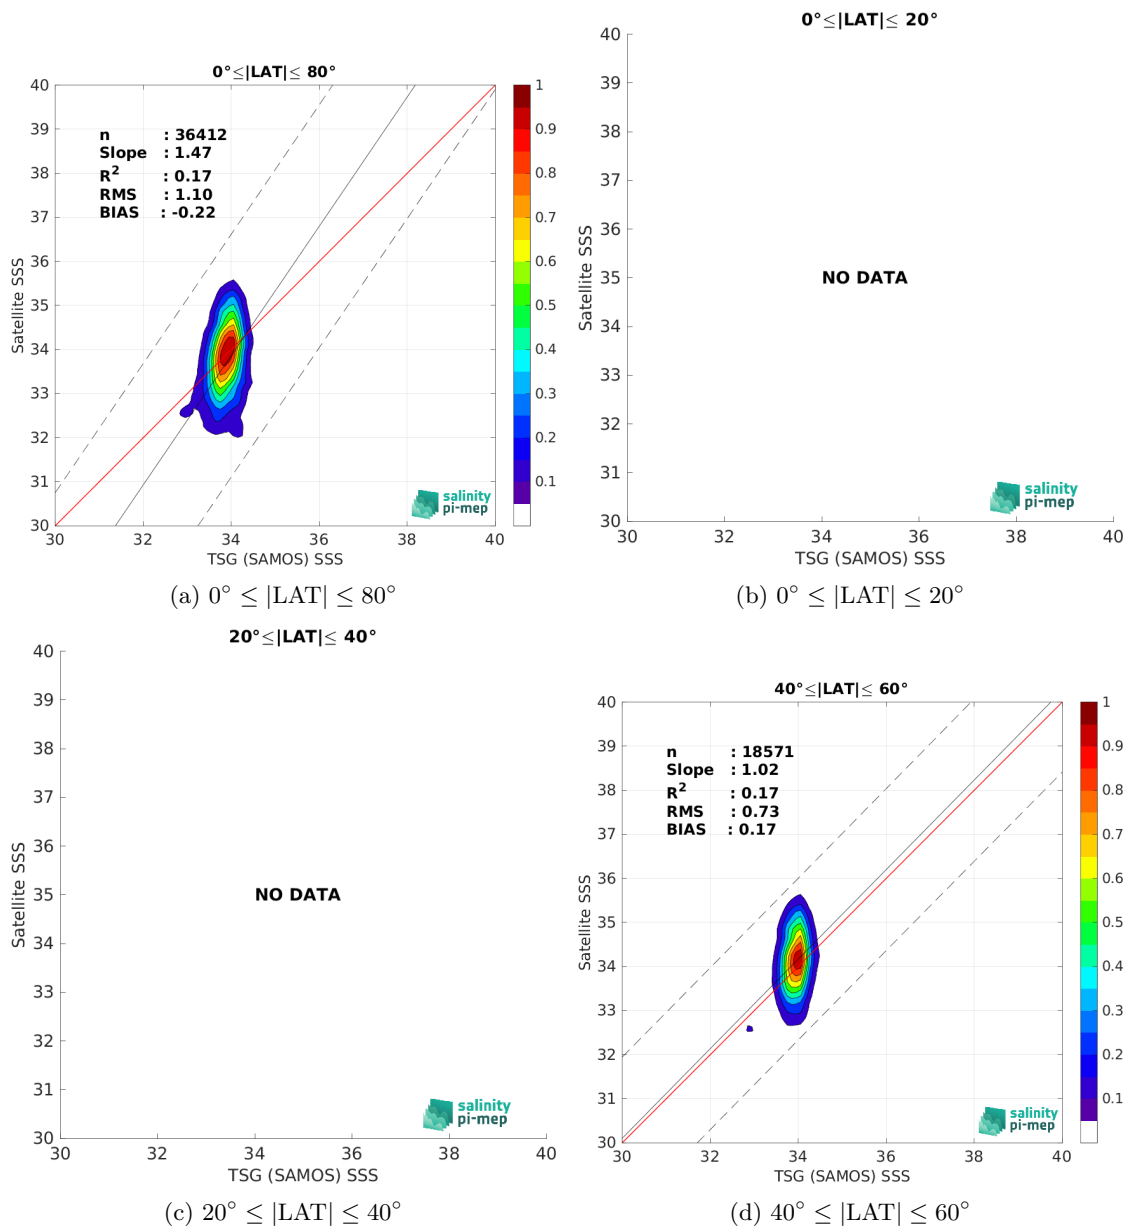 0°≤|LAT|≤ 80°
40
39
38
37
36
35
34
33
32
31
30
Satellite SSS
n : 36412
Slope : 1.47
R² : 0.17
RMS : 1.10
BIAS : -0.22
salinity
pi-mep
30 32 34 36 38 40
TSG (SAMOS) SSS
1
0.9
0.8
0.7
0.6
0.5
0.4
0.3
0.2
0.1
(a) 0° ≤ |LAT| ≤ 80°
0°≤|LAT|≤ 20°
40
39
38
37
36
35
34
33
32
31
30
Satellite SSS
NO DATA
salinity
pi-mep
30 32 34 36 38 40
TSG (SAMOS) SSS
(b) 0° ≤ |LAT| ≤ 20°
20°≤|LAT|≤ 40°
40
39
38
37
36
35
34
33
32
31
30
Satellite SSS
NO DATA
salinity
pi-mep
30 32 34 36 38 40
TSG (SAMOS) SSS
(c) 20° ≤ |LAT| ≤ 40°
40°≤|LAT|≤ 60°
40
39
38
37
36
35
34
33
32
31
30
Satellite SSS
n : 18571
Slope : 1.02
R² : 0.17
RMS : 0.73
BIAS : 0.17
salinity
pi-mep
30 32 34 36 38 40
TSG (SAMOS) SSS
1
0.9
0.8
0.7
0.6
0.5
0.4
0.3
0.2
0.1
(d) 40° ≤ |LAT| ≤ 60°